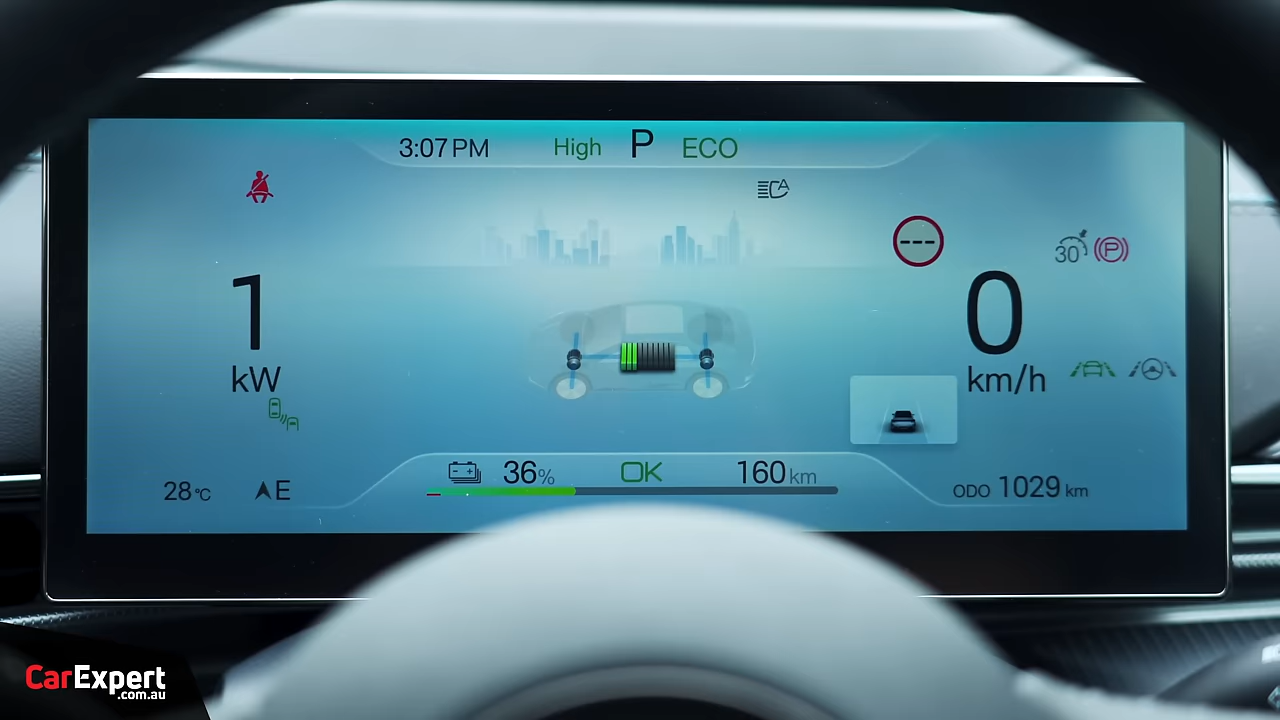 3:07 PM High P ECO
A
---
30 P
1
kW
0
km/h
36% OK 160 km
28°C E
ODO 1029 km
CarExpert
.com.au